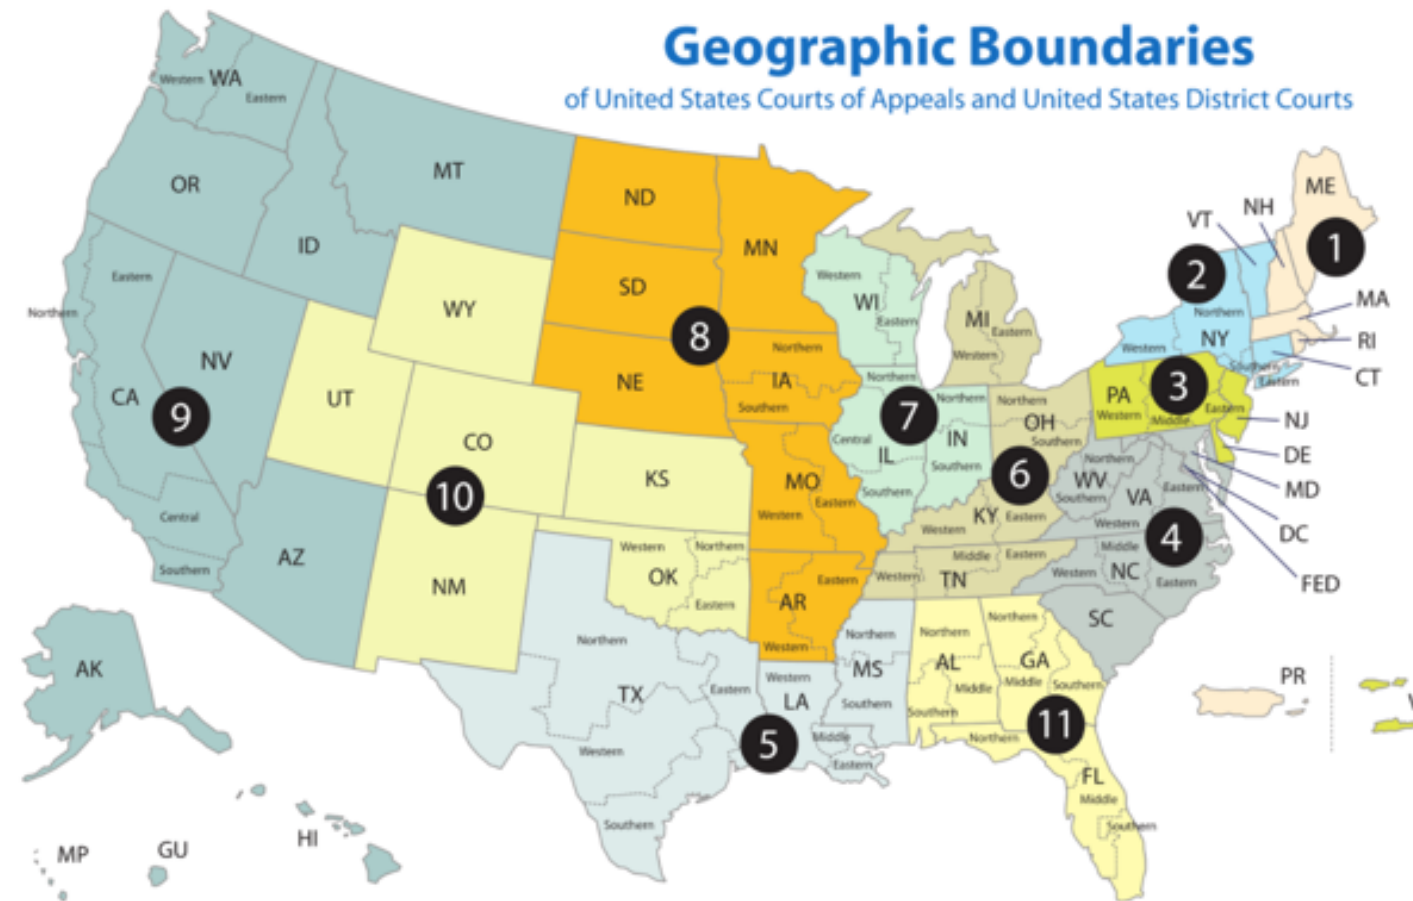 Geographic Boundaries
of United States Courts of Appeals and United States District Courts
Western WA
Eastern
MT
ND
ME
OR
VT
NH
ID
MN
1
2
Eastern
SD
Western
WI
Northern
WY
Northern
MA
NV
8
Eastern
MI
Eastern
NY
RI
Northern
Western
Western
Southern
CT
CA
UT
NE
IA
Northern
Eastern
9
Southern
7
Northern
Northern
PA
3
CO
Central
IN
OH
Western
Middle
Eastern
NJ
IL
Southern
Southern
DE
10
KS
MO
Southern
6
Northern
WV
MD
Central
Western
Eastern
KY
Southern
VA
Eastern
Western
Eastern
Western
DC
AZ
Southern
Western
Northern
Middle
Eastern
Middle
4
NM
OK
Eastern
Western
TN
Western
NC
Eastern
FED
Eastern
AR
SC
Northern
Western
Northern
Northern
Northern
AK
TX
Eastern
Western
MS
AL
GA
PR
LA
Middle
Middle
Southern
Southern
Southern
11
5
Middle
Northern
Western
Eastern
FL
Middle
Southern
Southern
HI
MP
GU